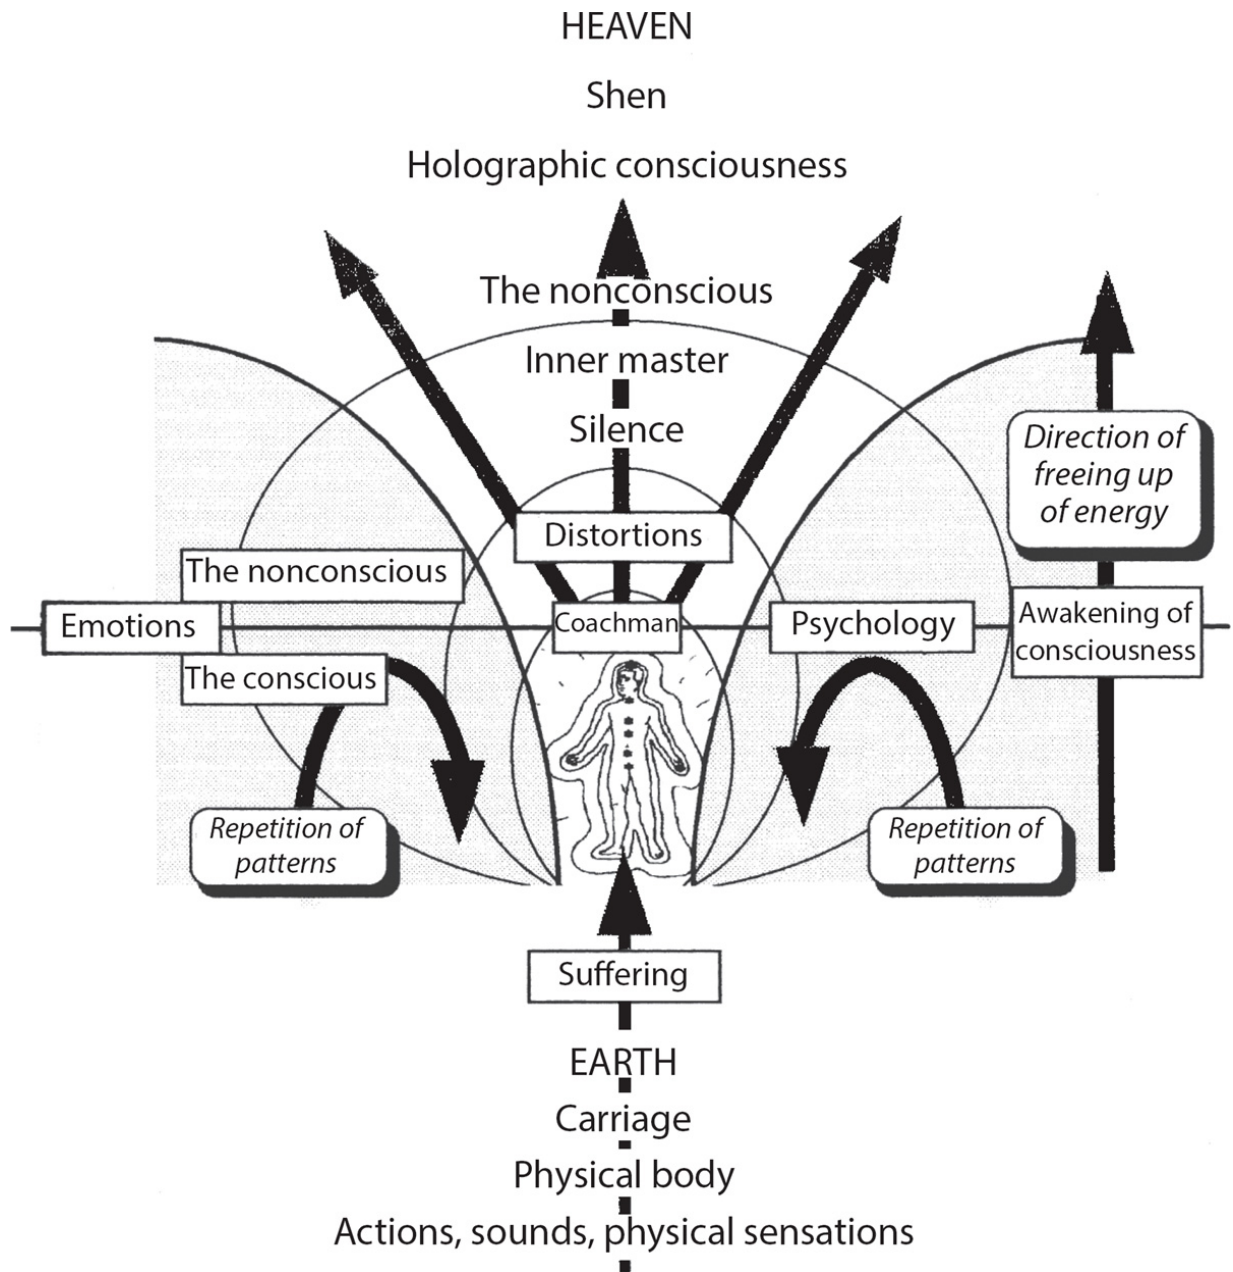 HEAVEN
Shen
Holographic consciousness
The nonconscious
Inner master
Silence
Direction of
freeing up
of energy
Distortions
The nonconscious
Emotions
Coachman
Psychology
Awakening of
consciousness
The conscious
Repetition of
patterns
Repetition of
patterns
Suffering
EARTH
Carriage
Physical body
Actions, sounds, physical sensations